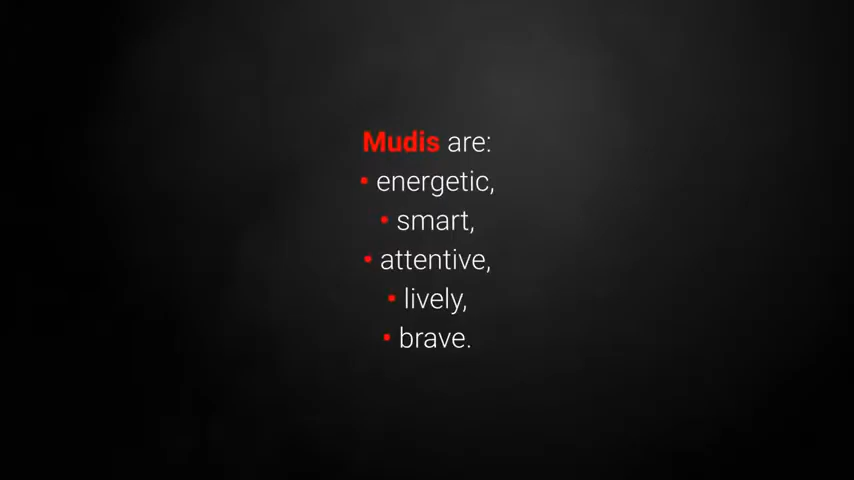 Mudis are:
• energetic,
• smart,
• attentive,
• lively,
• brave.